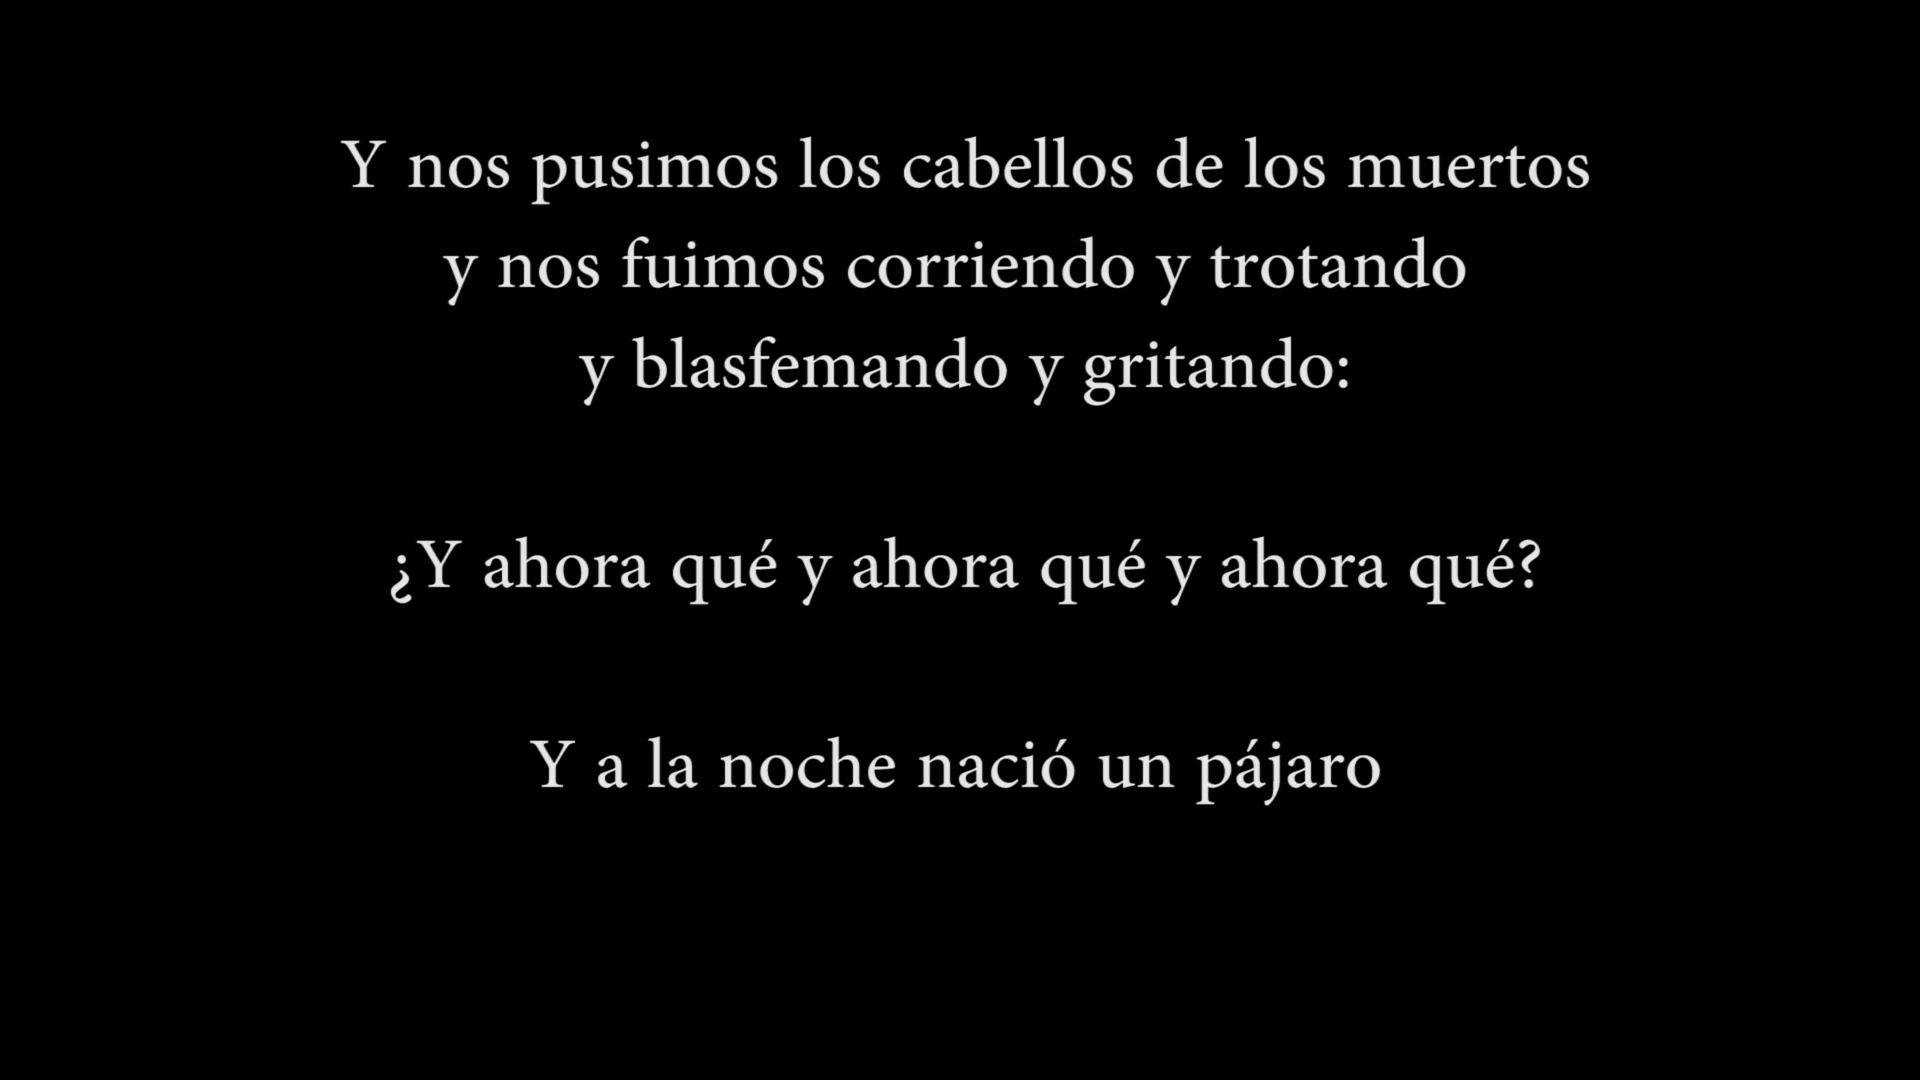 Y nos pusimos los cabellos de los muertos
y nos fuimos corriendo y trotando
y blasfemando y gritando:
¿Y ahora qué y ahora qué y ahora qué?
Y a la noche nació un pájaro